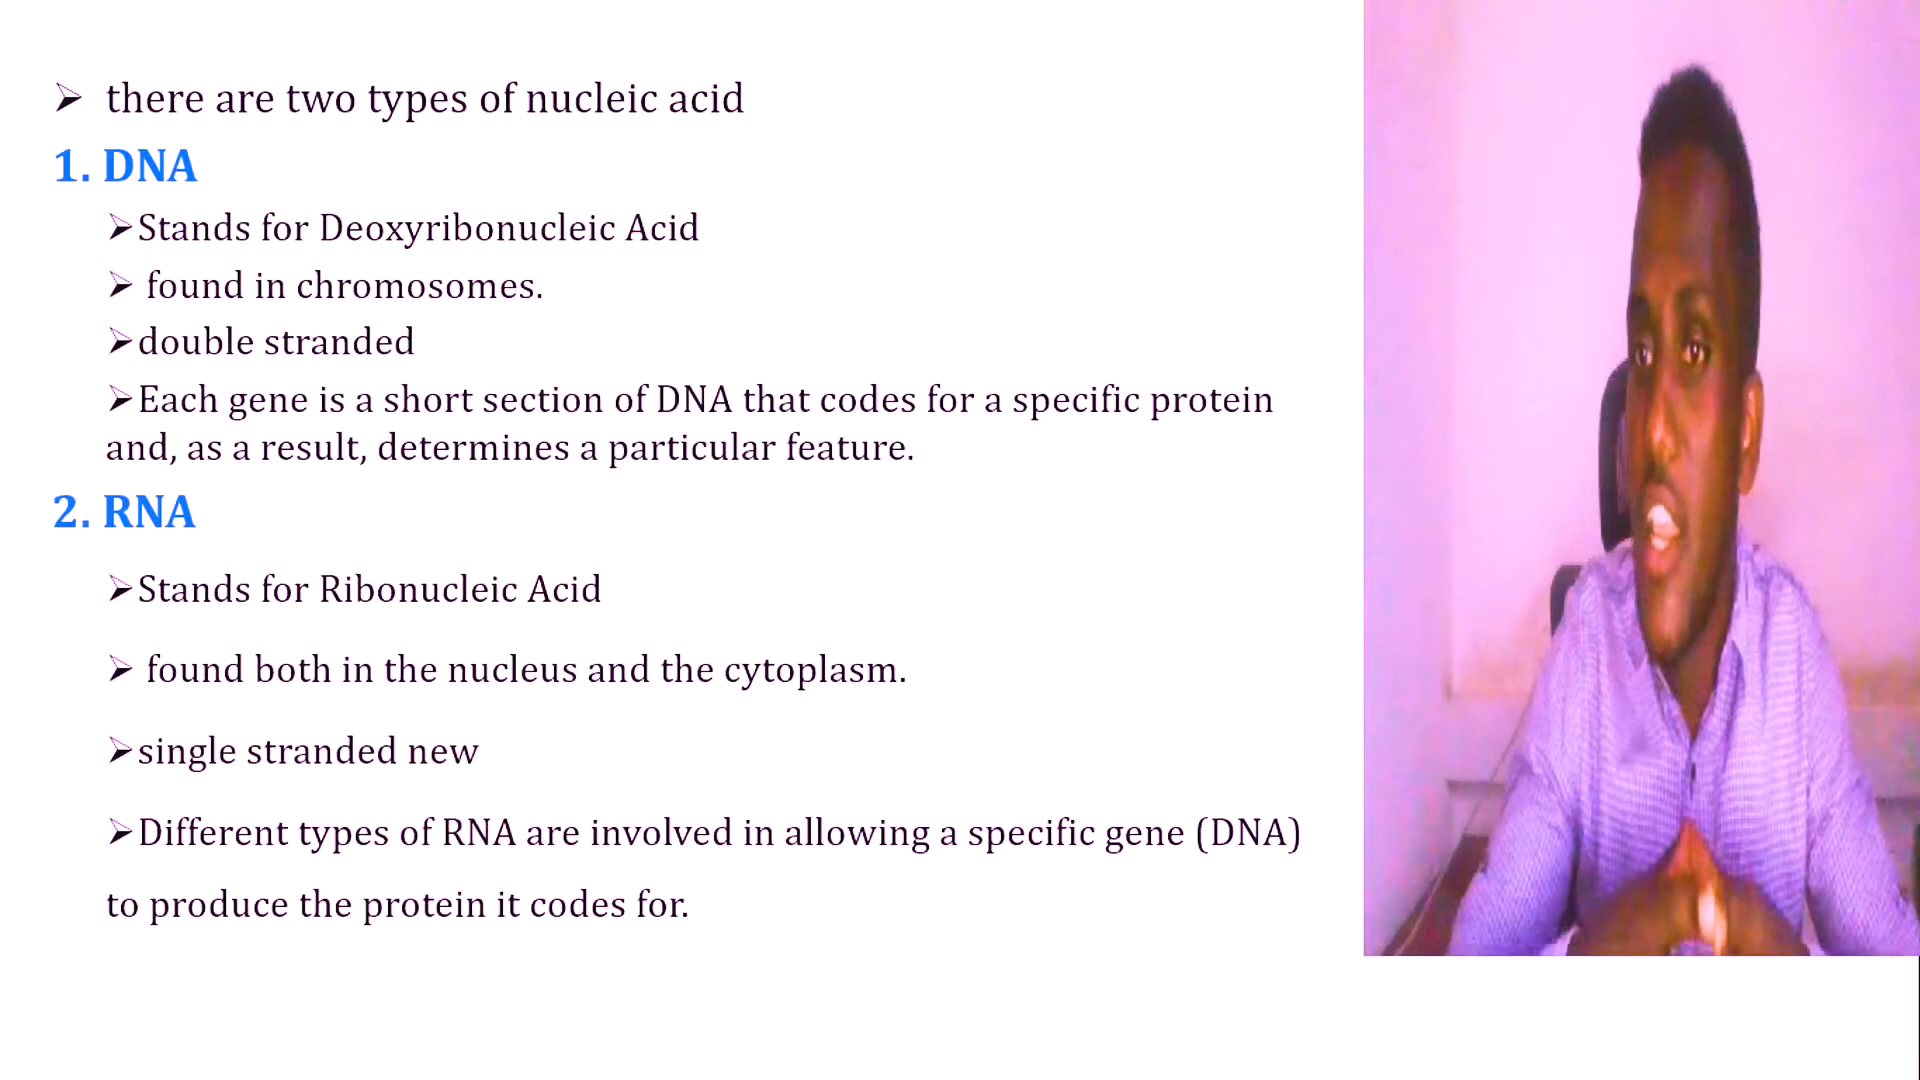 ➢ there are two types of nucleic acid
1. DNA
➢Stands for Deoxyribonucleic Acid
➢ found in chromosomes.
➢double stranded
➢Each gene is a short section of DNA that codes for a specific protein
and, as a result, determines a particular feature.
2. RNA
➢Stands for Ribonucleic Acid
➢ found both in the nucleus and the cytoplasm.
➢single stranded new
➢Different types of RNA are involved in allowing a specific gene (DNA)
to produce the protein it codes for.